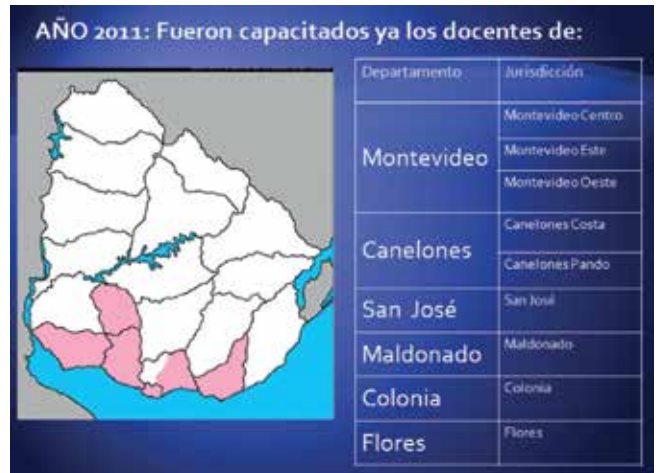 AÑO 2011: Fueron capacitados ya los docentes de:
Departamento Jurisdicción
Montevideo
Montevideo Centro
Montevideo Este
Montevideo Oeste
Canelones
Canelones Costa
Canelones Pando
San José San José
Maldonado Maldonado
Colonia Colonia
Flores Flores